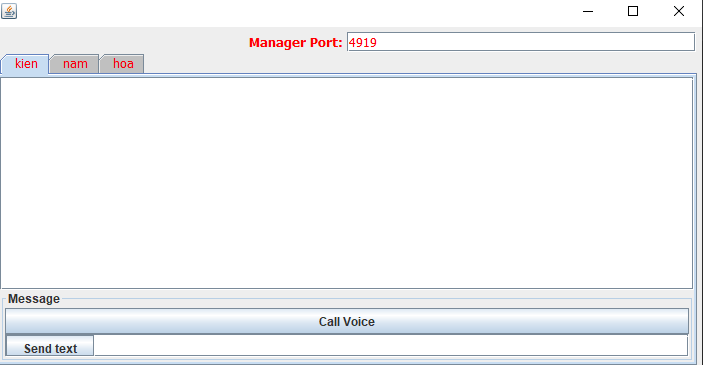 Manager Port: 4919
kien nam hoa
Message
Call Voice
Send text